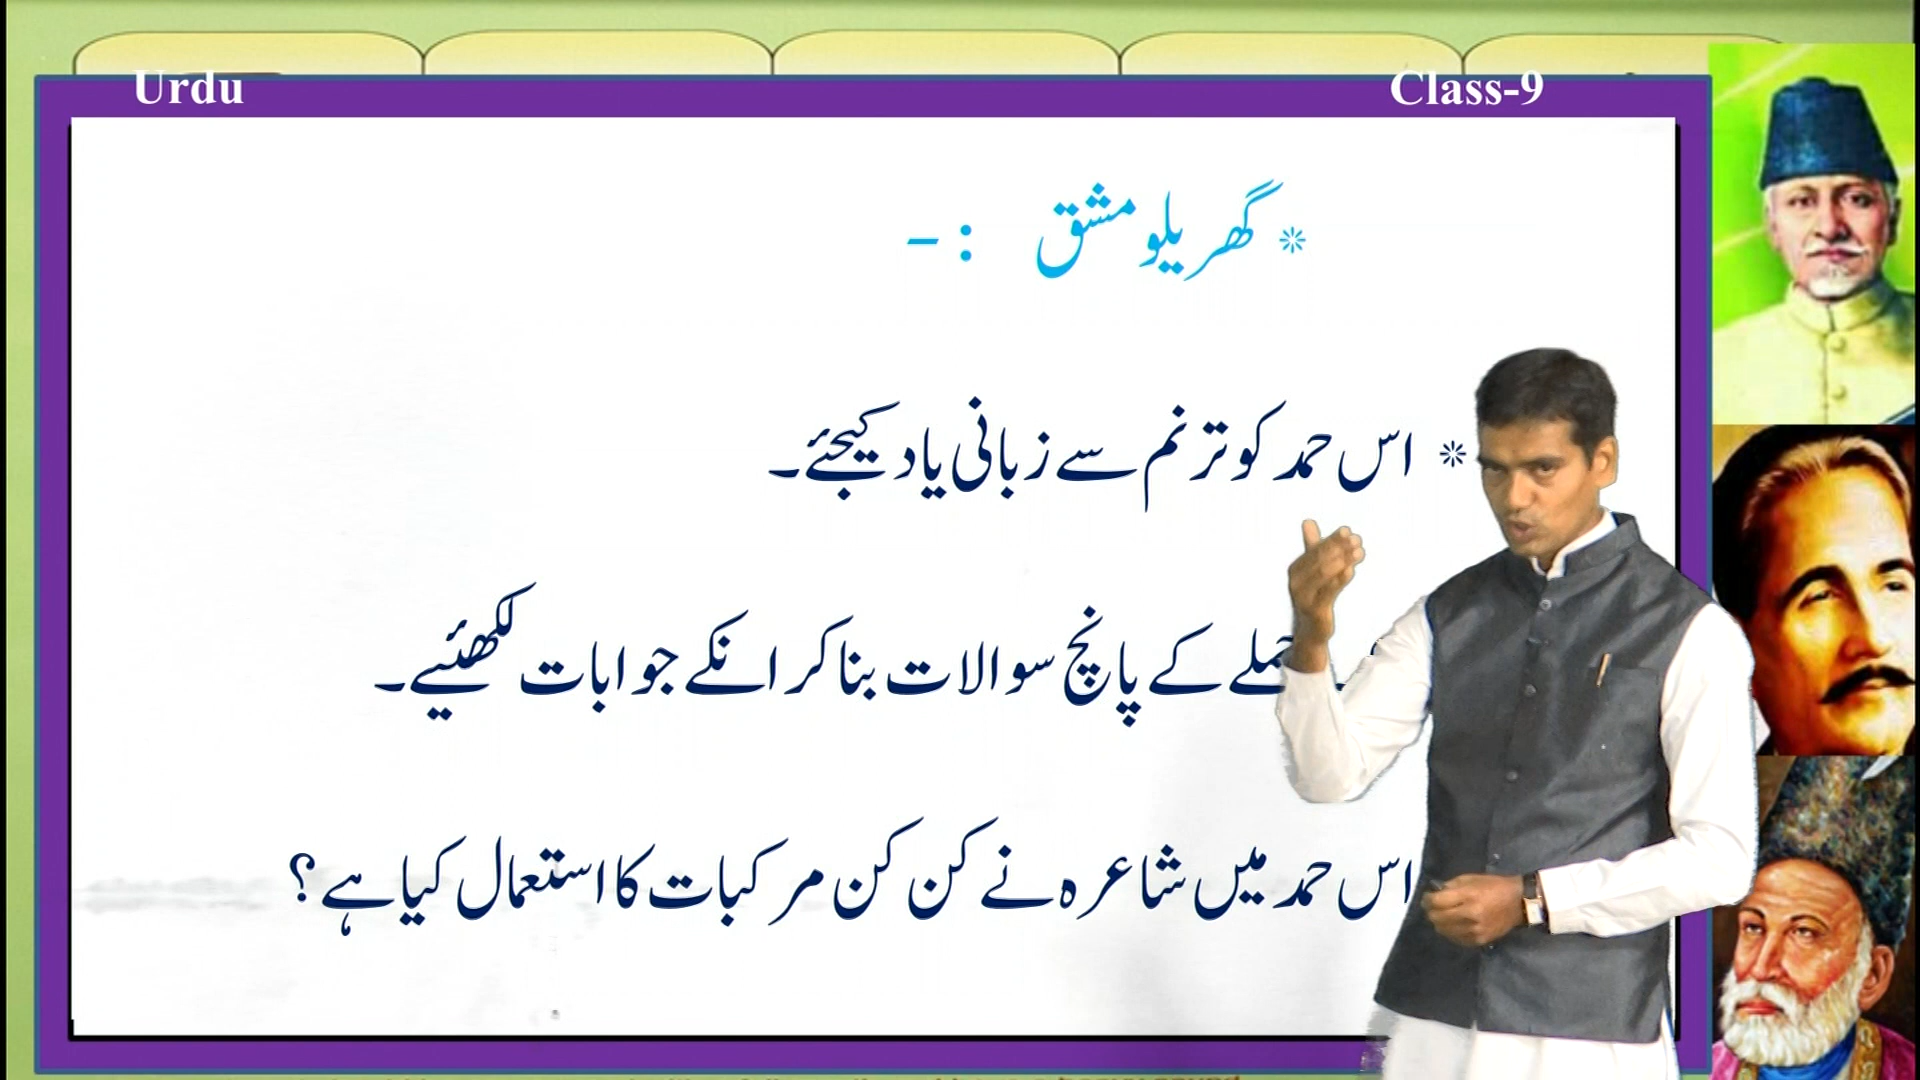 Urdu
Class-9
* گھریلو مشق : -
* اس حمد کو ترنم سے زبانی یاد کیجئے۔
جملے کے پانچ سوالات بنا کر انکے جوابات لکھئیے۔
اس حمد میں شاعرہ نے کن کن مرکبات کا استعمال کیا ہے؟